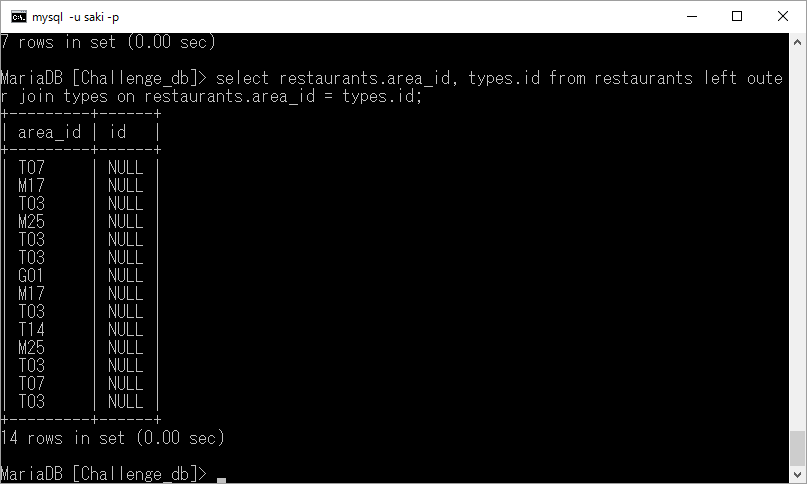 mysql -u saki -p
7 rows in set (0.00 sec)
MariaDB [Challenge_db]> select restaurants.area_id, types.id from restaurants left oute
r join types on restaurants.area_id = types.id;
+---------+------+
| area_id | id   |
+---------+------+
| T07     | NULL |
| M17     | NULL |
| T03     | NULL |
| M25     | NULL |
| T03     | NULL |
| T03     | NULL |
| G01     | NULL |
| M17     | NULL |
| T03     | NULL |
| T14     | NULL |
| M25     | NULL |
| T03     | NULL |
| T07     | NULL |
| T03     | NULL |
+---------+------+
14 rows in set (0.00 sec)
MariaDB [Challenge_db]> _